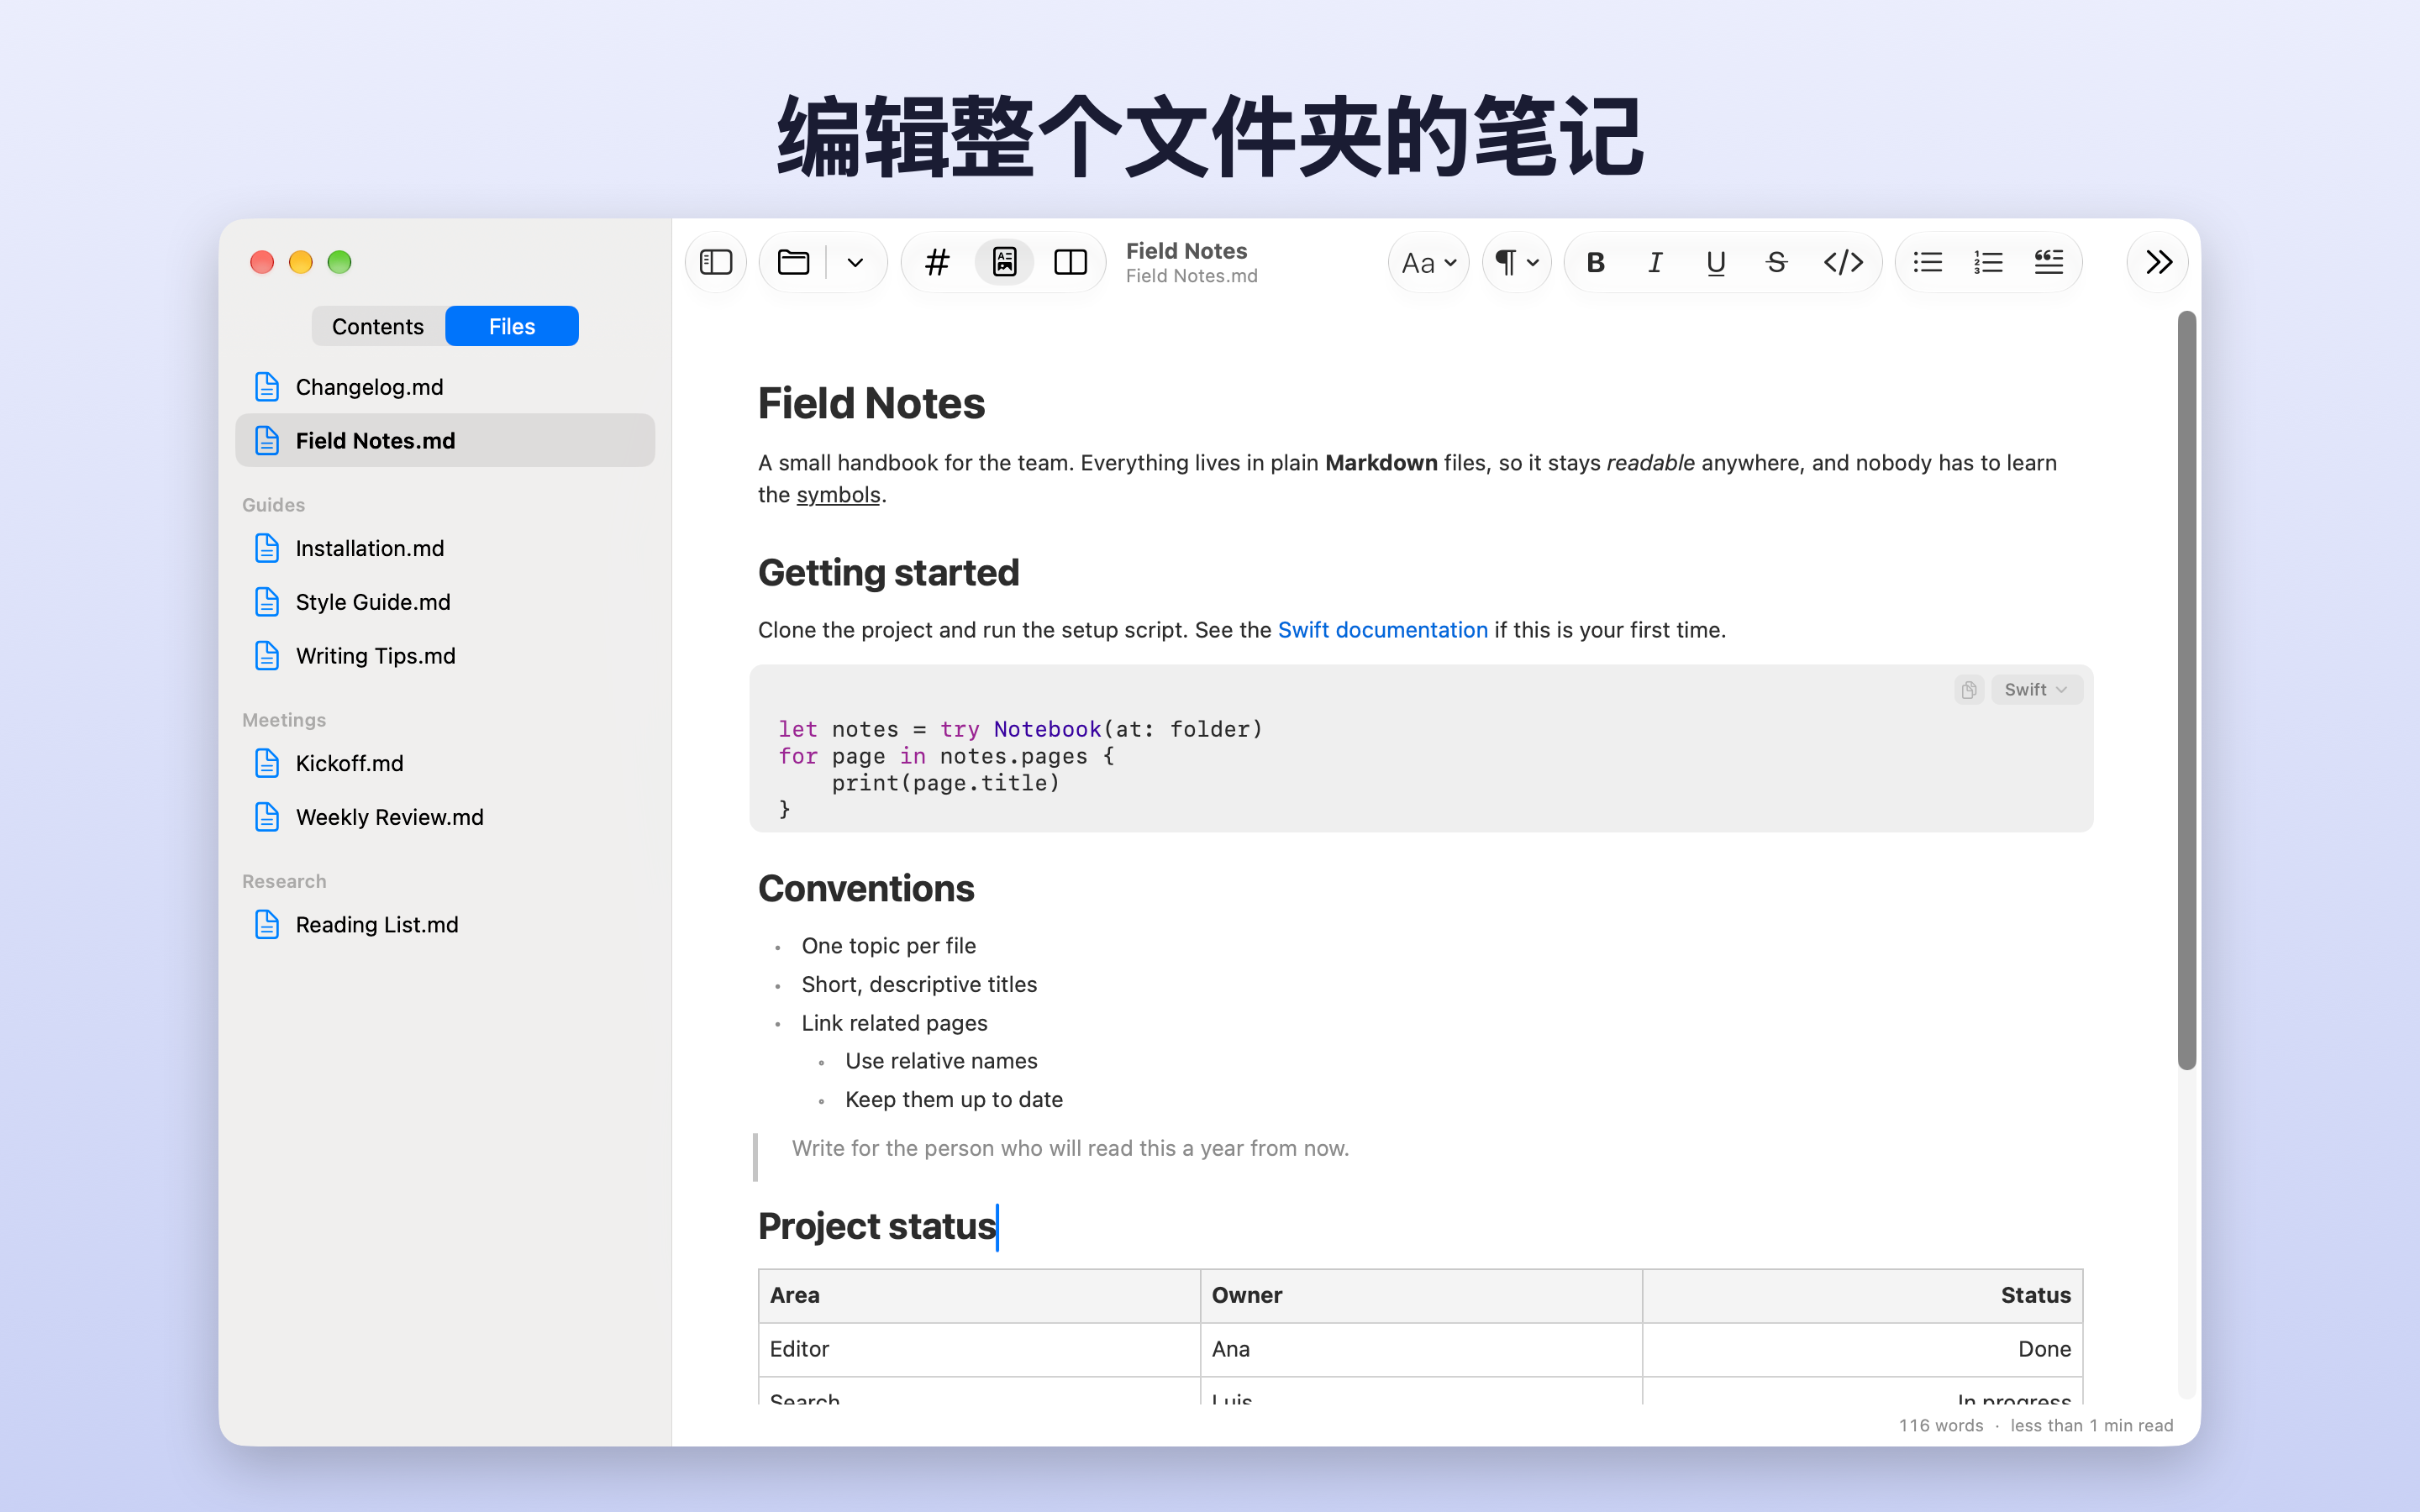 编辑整个文件夹的笔记
Contents
Files
Changelog.md
Field Notes.md
Guides
Installation.md
Style Guide.md
Writing Tips.md
Meetings
Kickoff.md
Weekly Review.md
Research
Reading List.md
Field Notes
Field Notes.md
Aa
B I U S </>
Field Notes
A small handbook for the team. Everything lives in plain Markdown files, so it stays readable anywhere, and nobody has to learn
the symbols.
Getting started
Clone the project and run the setup script. See the Swift documentation if this is your first time.
Swift
let notes = try Notebook(at: folder)
for page in notes.pages {
    print(page.title)
}
Conventions
• One topic per file
• Short, descriptive titles
• Link related pages
◦ Use relative names
◦ Keep them up to date
Write for the person who will read this a year from now.
Project status
Area Owner Status
Editor Ana Done
Search Luis In progress
116 words · less than 1 min read